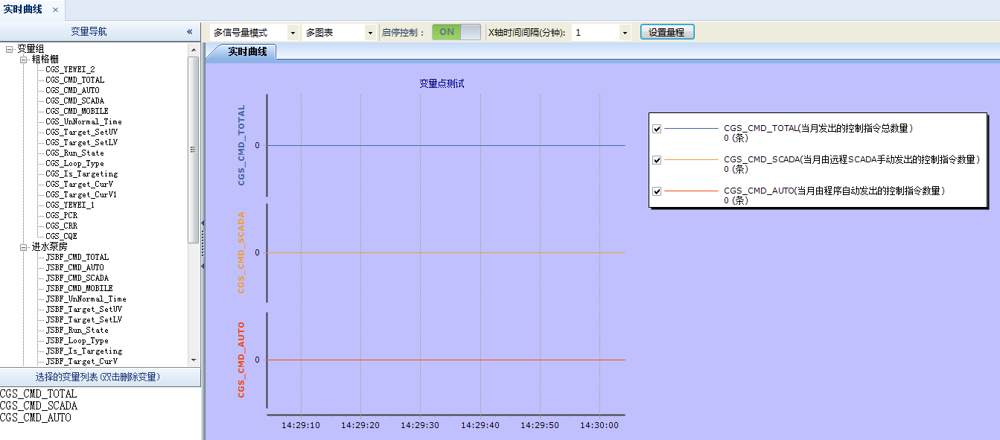 实时曲线 ×
变量导航 «
多信号量模式 多图表 启停控制： ON X轴时间间隔(分钟): 1 设置量程
变量组
粗格栅
CGS_YEWEI_2
CGS_CMD_TOTAL
CGS_CMD_AUTO
CGS_CMD_SCADA
CGS_CMD_MOBILE
CGS_UnNormal_Time
CGS_Target_SetUV
CGS_Target_SetLV
CGS_Run_State
CGS_Loop_Type
CGS_Is_Targeting
CGS_Target_CurV
CGS_Target_CurV1
CGS_YEWEI_1
CGS_PCR
CGS_CRR
CGS_CQE
进水泵房
JSBF_CMD_TOTAL
JSBF_CMD_AUTO
JSBF_CMD_SCADA
JSBF_CMD_MOBILE
JSBF_UnNormal_Time
JSBF_Target_SetUV
JSBF_Target_SetLV
JSBF_Run_State
JSBF_Loop_Type
JSBF_Is_Targeting
JSBF_Target_CurV
选择的变量列表(双击删除变量)
CGS_CMD_TOTAL
CGS_CMD_SCADA
CGS_CMD_AUTO
实时曲线
变量点测试
CGS_CMD_TOTAL
0
CGS_CMD_SCADA
0
CGS_CMD_AUTO
0
14:29:10 14:29:20 14:29:30 14:29:40 14:29:50 14:30:00
CGS_CMD_TOTAL(当月发出的控制指令总数量)
0 (条)
CGS_CMD_SCADA(当月由远程SCADA手动发出的控制指令数量)
0 (条)
CGS_CMD_AUTO(当月由程序自动发出的控制指令数量)
0 (条)